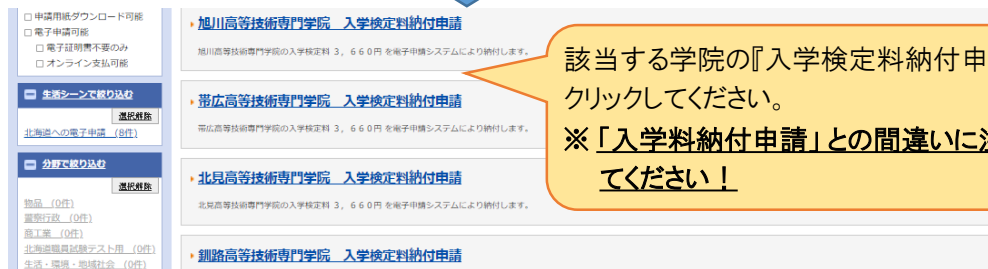 □ 申請用紙ダウンロード可能
□ 電子申請可能
□ 電子証明書不要のみ
□ オンライン支払可能
生活シーンで絞り込む
選択解除
北海道への電子申請 (8件)
分野で絞り込む
選択解除
物品 (0件)
警察行政 (0件)
商工業 (0件)
北海道職員試験テスト用 (0件)
生活・環境・地域社会 (0件)
旭川高等技術専門学院 入学検定料納付申請
旭川高等技術専門学院の入学検定料 3，660円 を電子申請システムにより納付します。
帯広高等技術専門学院 入学検定料納付申請
帯広高等技術専門学院の入学検定料 3，660円 を電子申請システムにより納付します。
北見高等技術専門学院 入学検定料納付申請
北見高等技術専門学院の入学検定料 3，660円 を電子申請システムにより納付します。
釧路高等技術専門学院 入学検定料納付申請
該当する学院の『入学検定料納付申
クリックしてください。
※「入学料納付申請」との間違いに
てください！